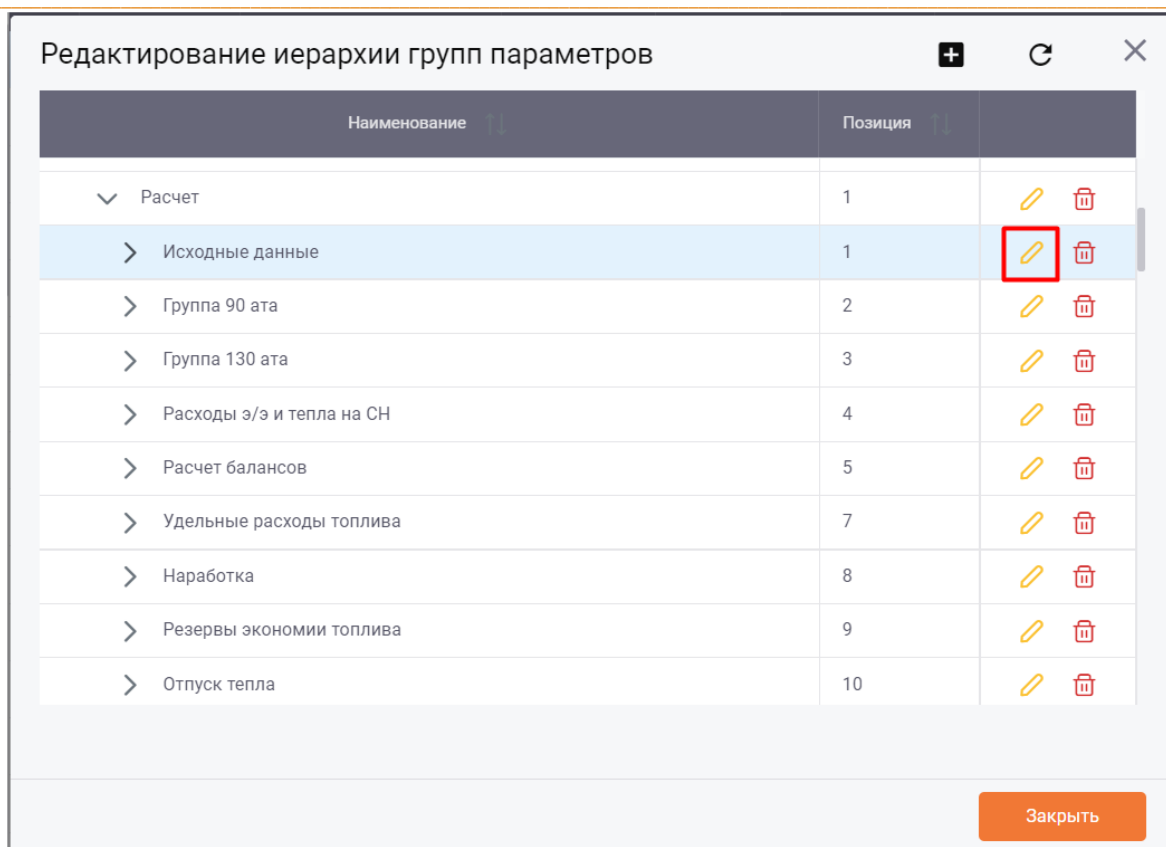 Редактирование иерархии групп параметров
Наименование Позиция
Расчет 1
Исходные данные 1
Группа 90 ата 2
Группа 130 ата 3
Расходы э/э и тепла на СН 4
Расчет балансов 5
Удельные расходы топлива 7
Наработка 8
Резервы экономии топлива 9
Отпуск тепла 10
Закрыть